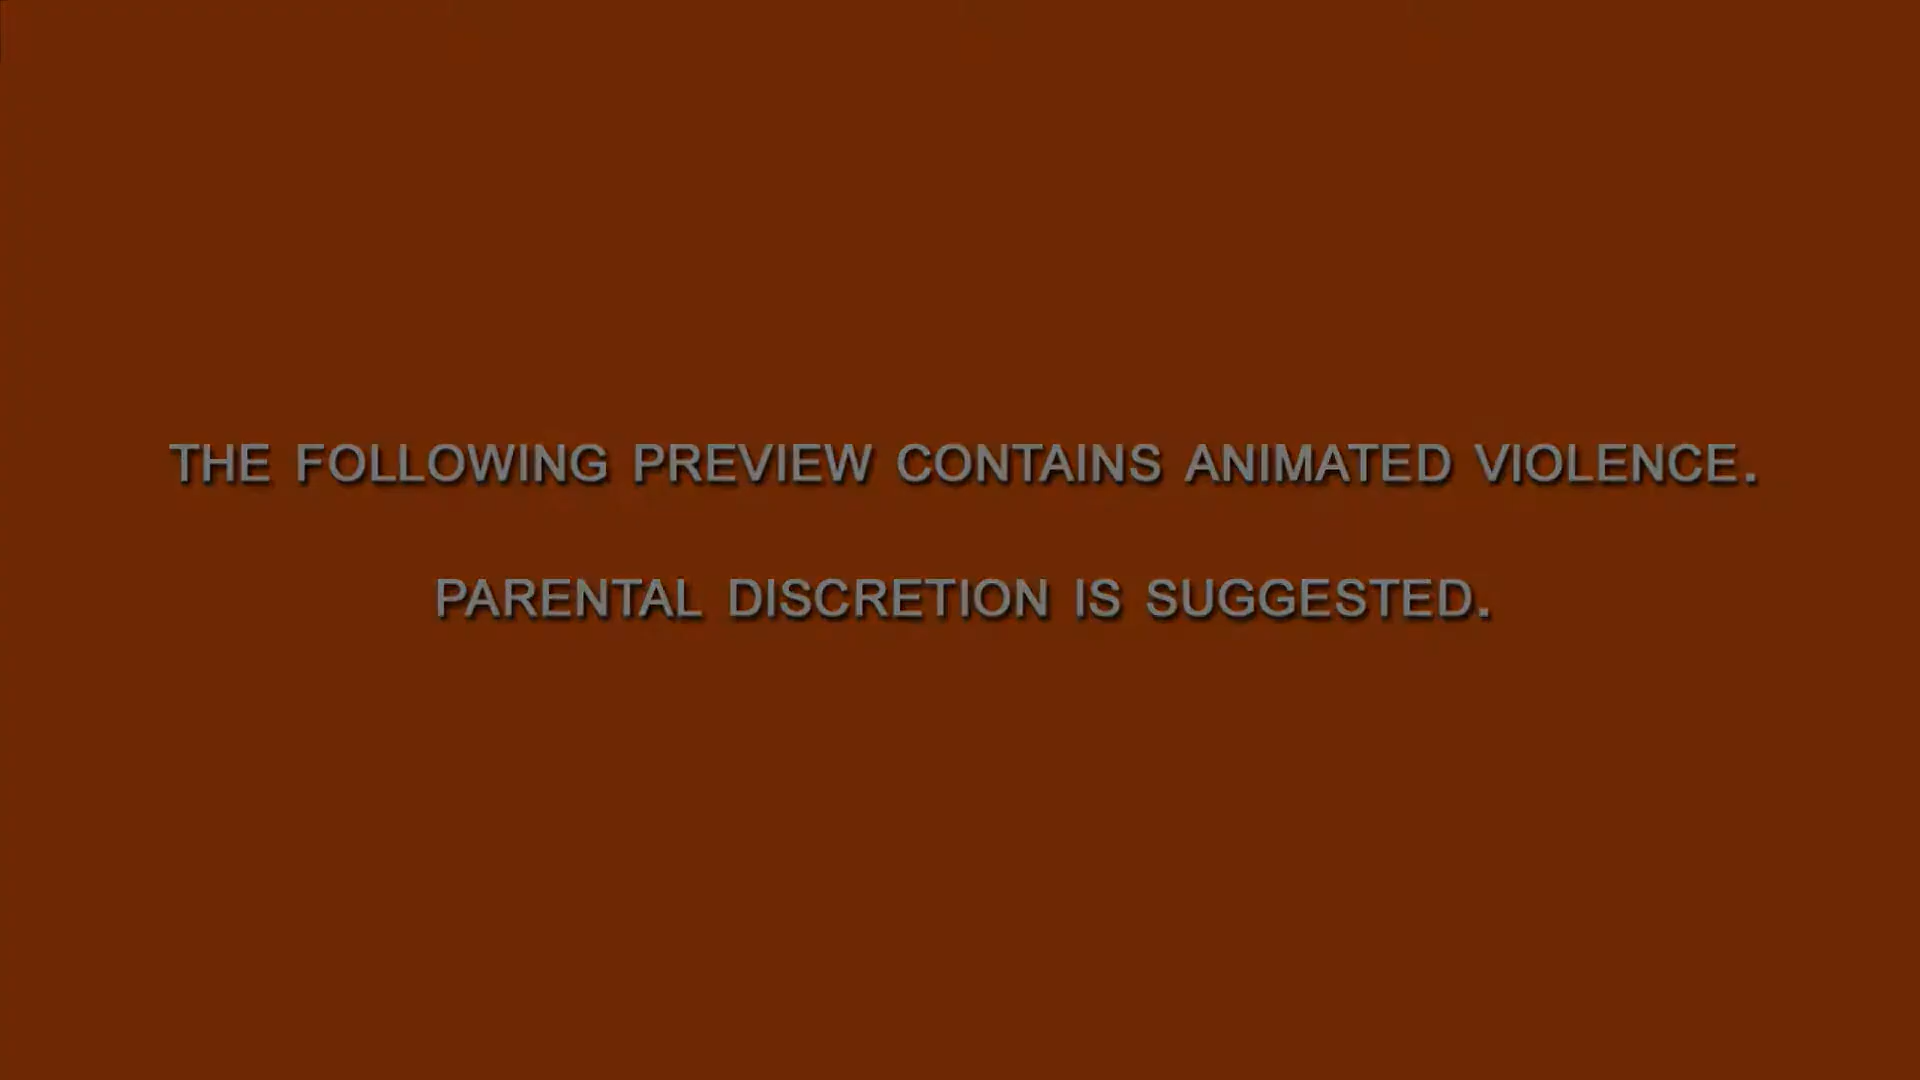 THE FOLLOWING PREVIEW CONTAINS ANIMATED VIOLENCE.
PARENTAL DISCRETION IS SUGGESTED.